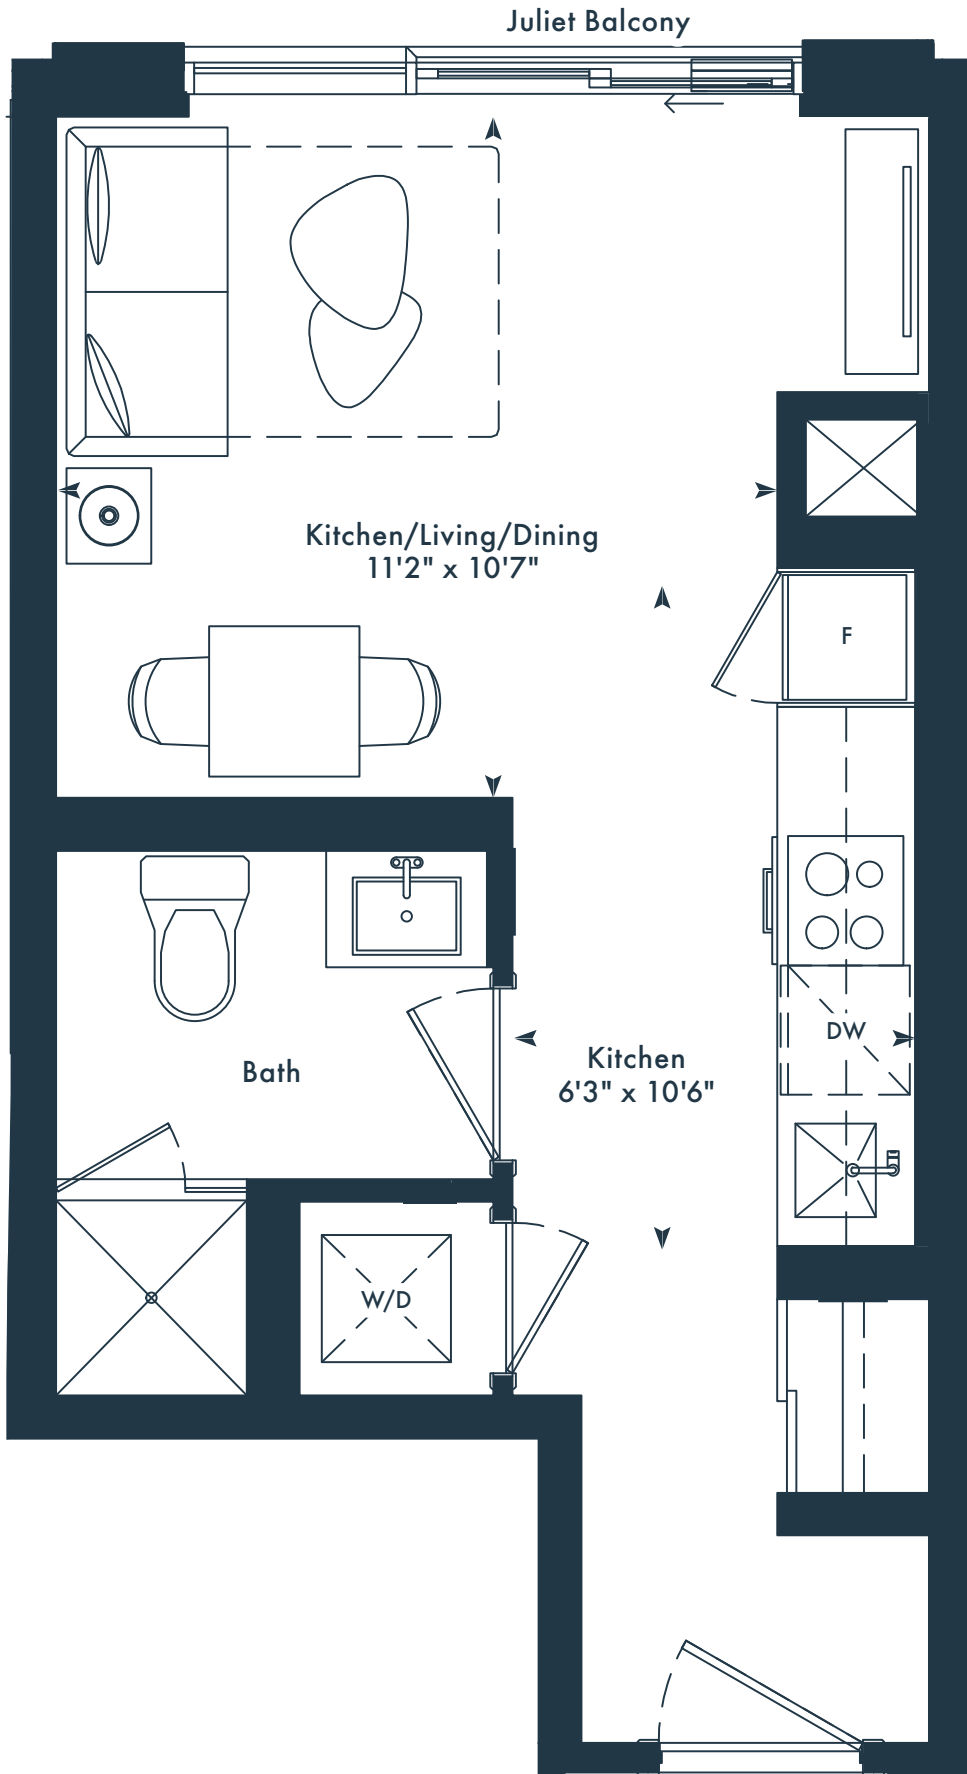 Juliet Balcony
Kitchen/Living/Dining
11'2" x 10'7"
F
DW
Kitchen
6'3" x 10'6"
Bath
W/D